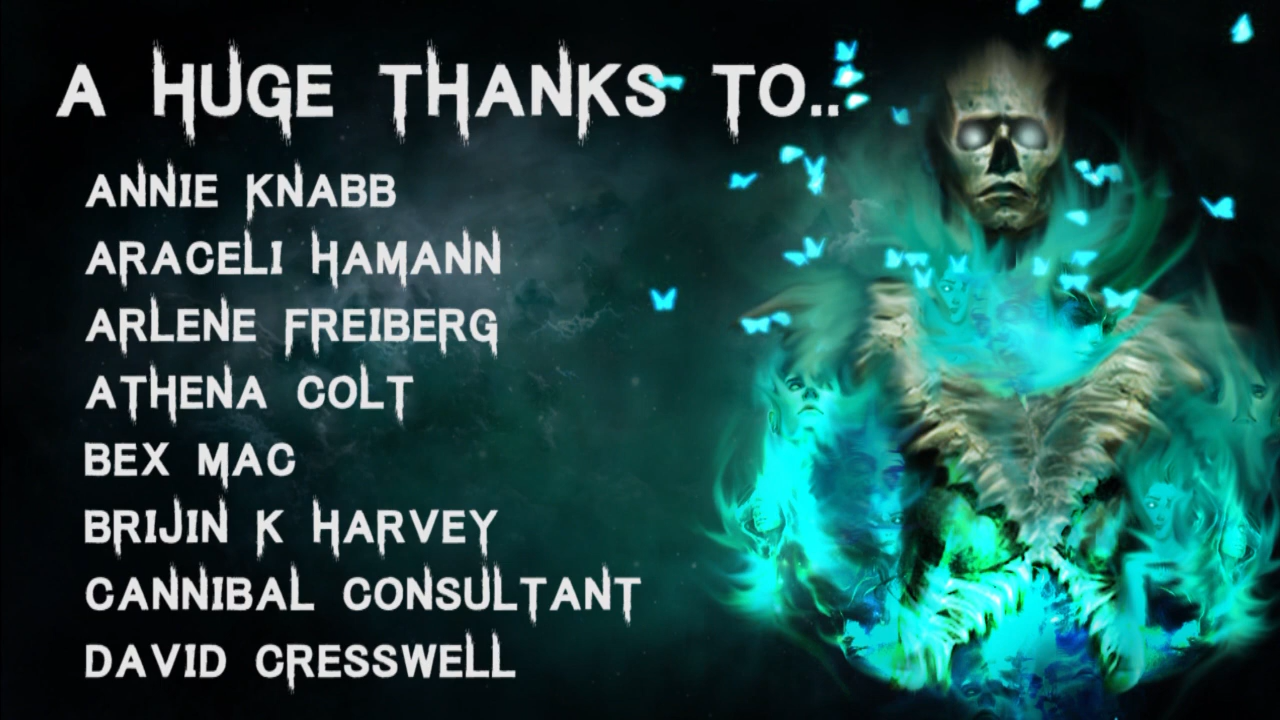 A HUGE THANKS TO..
ANNIE KNABB
ARACELI HAMANN
ARLENE FREIBERG
ATHENA COLT
BEX MAC
BRIJIN K HARVEY
CANNIBAL CONSULTANT
DAVID CRESSWELL